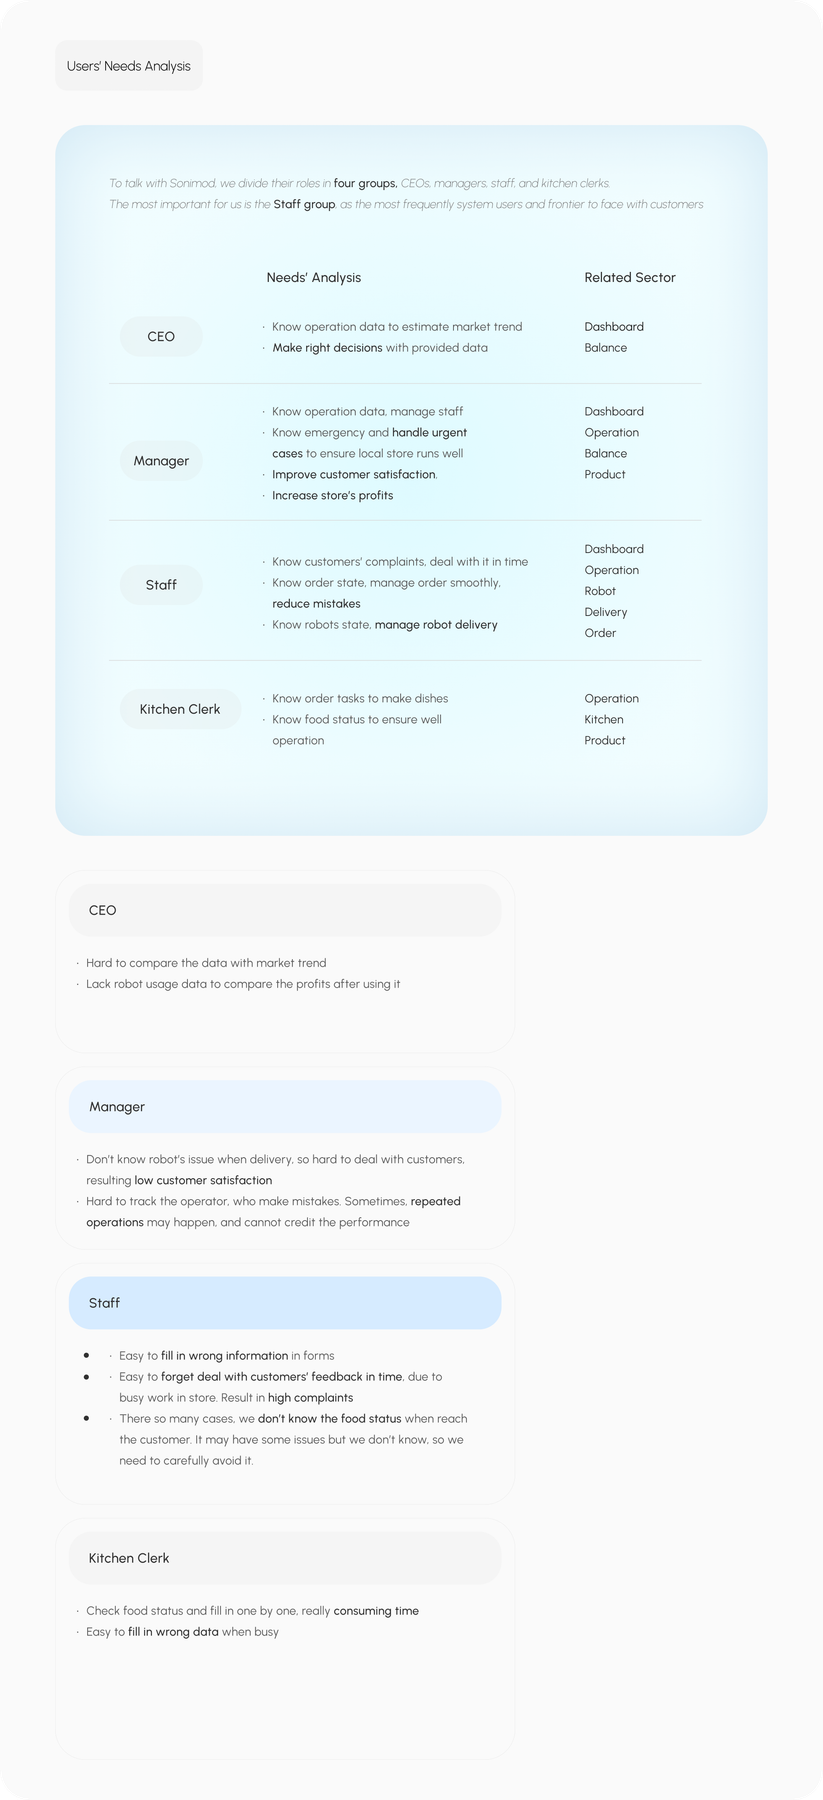 Users' Needs Analysis
To talk with Sonimod, we divide their roles in four groups, CEOs, managers, staff, and kitchen clerks.
The most important for us is the Staff group, as the most frequently system users and frontier to face with customers
Needs' Analysis
Related Sector
CEO
· Know operation data to estimate market trend
· Make right decisions with provided data
Dashboard
Balance
Manager
· Know operation data, manage staff
· Know emergency and handle urgent
cases to ensure local store runs well
· Improve customer satisfaction.
· Increase store's profits
Dashboard
Operation
Balance
Product
Staff
· Know customers' complaints, deal with it in time
· Know order state, manage order smoothly,
reduce mistakes
· Know robots state, manage robot delivery
Dashboard
Operation
Robot
Delivery
Order
Kitchen Clerk
· Know order tasks to make dishes
· Know food status to ensure well
operation
Operation
Kitchen
Product
CEO
· Hard to compare the data with market trend
· Lack robot usage data to compare the profits after using it
Manager
· Don't know robot's issue when delivery, so hard to deal with customers,
resulting low customer satisfaction
· Hard to track the operator, who make mistakes. Sometimes, repeated
operations may happen, and cannot credit the performance
Staff
• · Easy to fill in wrong information in forms
• · Easy to forget deal with customers' feedback in time, due to
busy work in store. Result in high complaints
• · There so many cases, we don't know the food status when reach
the customer. It may have some issues but we don't know, so we
need to carefully avoid it.
Kitchen Clerk
· Check food status and fill in one by one, really consuming time
· Easy to fill in wrong data when busy